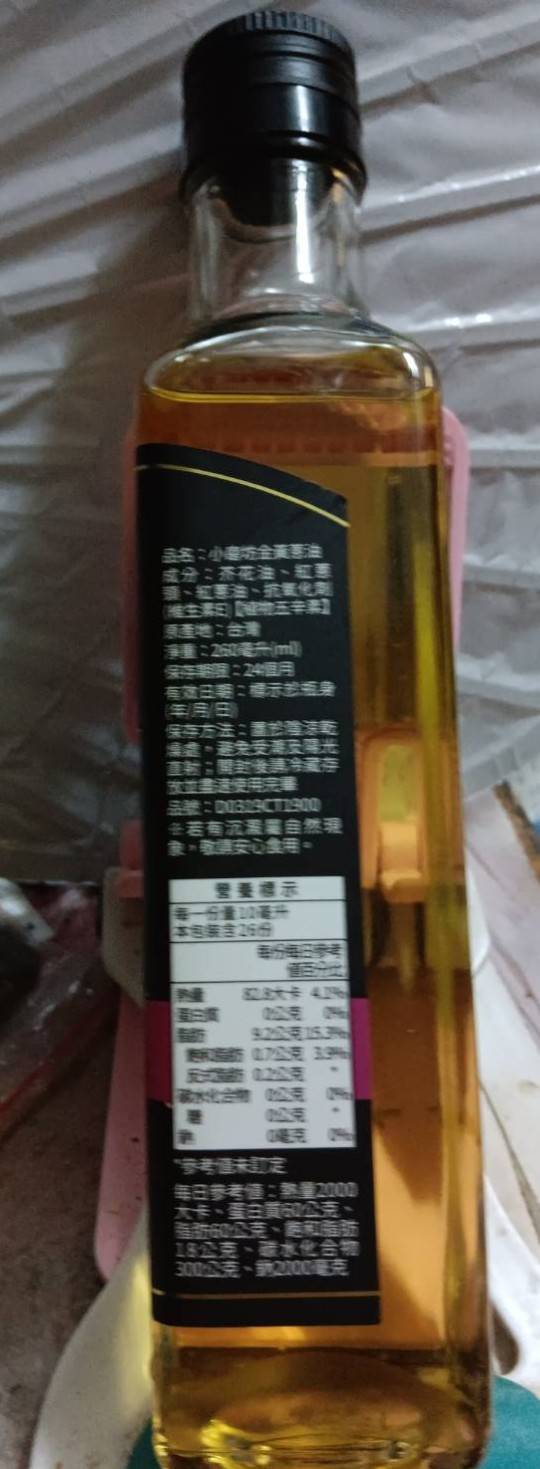 品名：小磨坊金黃蔥油
成分：芥花油、紅蔥
頭、紅蔥油、抗氧化劑
(維生素E)【植物五辛素】
原產地：台灣
淨重：260毫升(ml)
保存期限：24個月
有效日期：標示於瓶身
(年/月/日)
保存方法：置於陰涼乾
燥處，避免受潮及陽光
直射；開封後請冷藏存
放並盡速使用完畢
品號：D0319CT1900
※若有沉澱屬自然現
象，敬請安心食用。
營養標示
每一份量10毫升
本包裝含26份
每份每日參考
值百分比
熱量 82.8大卡 4.1%
蛋白質 0公克 0%
脂肪 9.2公克 15.3%
飽和脂肪 0.7公克 3.9%
反式脂肪 0.2公克 *
碳水化合物 0公克 0%
糖 0公克 *
鈉 0毫克 0%
*參考值未訂定
每日參考值：熱量2000
大卡、蛋白質60公克、
脂肪60公克、飽和脂肪
18公克、碳水化合物
300公克、鈉2000毫克